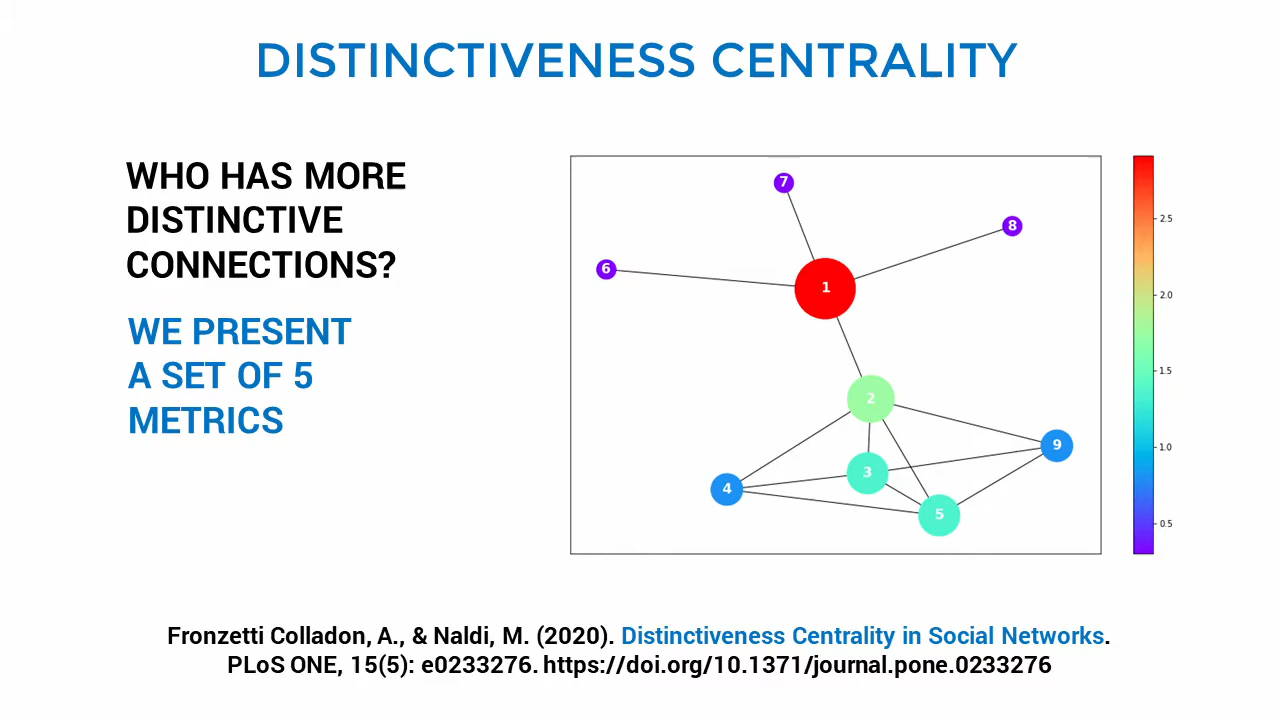 DISTINCTIVENESS CENTRALITY
WHO HAS MORE
DISTINCTIVE
CONNECTIONS?
WE PRESENT
A SET OF 5
METRICS
7
8
6
1
2
9
3
4
5
2.5
2.0
1.5
1.0
0.5
Fronzetti Colladon, A., & Naldi, M. (2020). Distinctiveness Centrality in Social Networks.
PLoS ONE, 15(5): e0233276. https://doi.org/10.1371/journal.pone.0233276